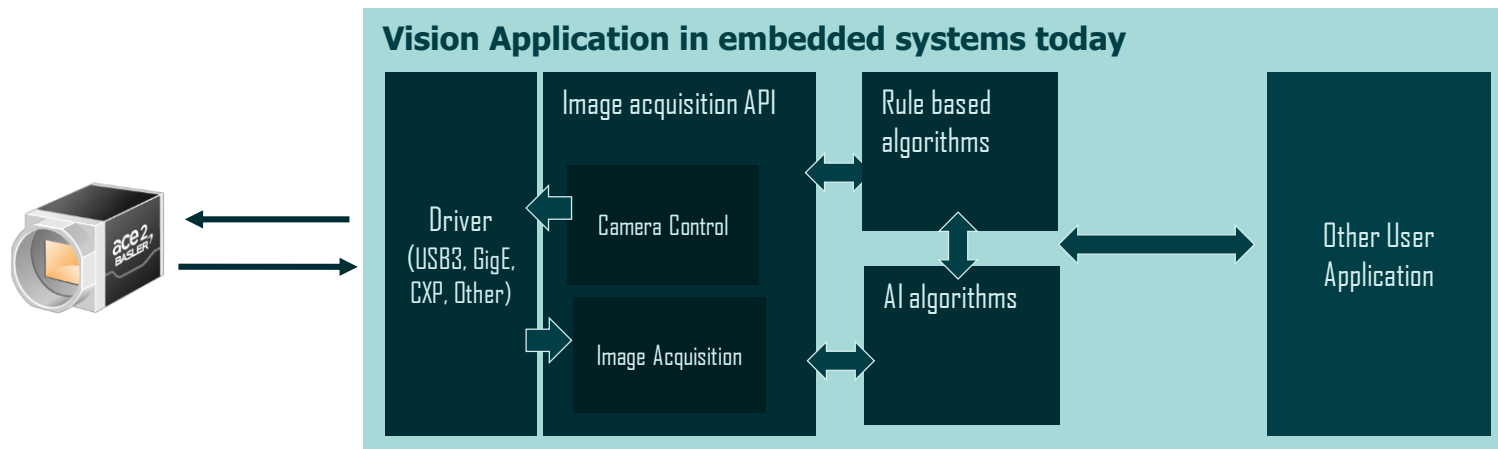 Vision Application in embedded systems today
Image acquisition API
Rule based
algorithms
Driver
(USB3, GigE,
CXP, Other)
Camera Control
Image Acquisition
AI algorithms
Other User
Application
ace 2
BASLER